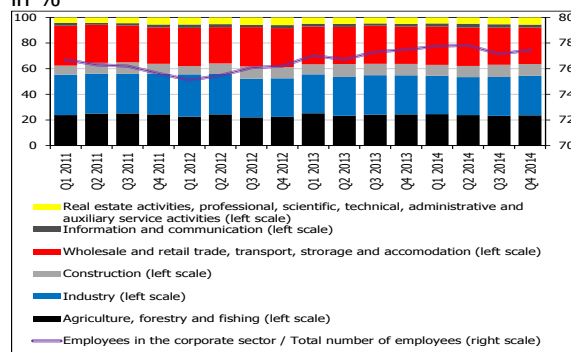 in %
100
80
60
40
20
0
80
78
76
74
72
70
Q1 2011
Q2 2011
Q3 2011
Q4 2011
Q1 2012
Q2 2012
Q3 2012
Q4 2012
Q1 2013
Q2 2013
Q3 2013
Q4 2013
Q1 2014
Q2 2014
Q3 2014
Q4 2014
Real estate activities, professional, scientific, technical, administrative and
auxiliary service activities (left scale)
Information and communication (left scale)
Wholesale and retail trade, transport, strorage and accomodation (left scale)
Construction (left scale)
Industry (left scale)
Agriculture, forestry and fishing (left scale)
Employees in the corporate sector / Total number of employees (right scale)